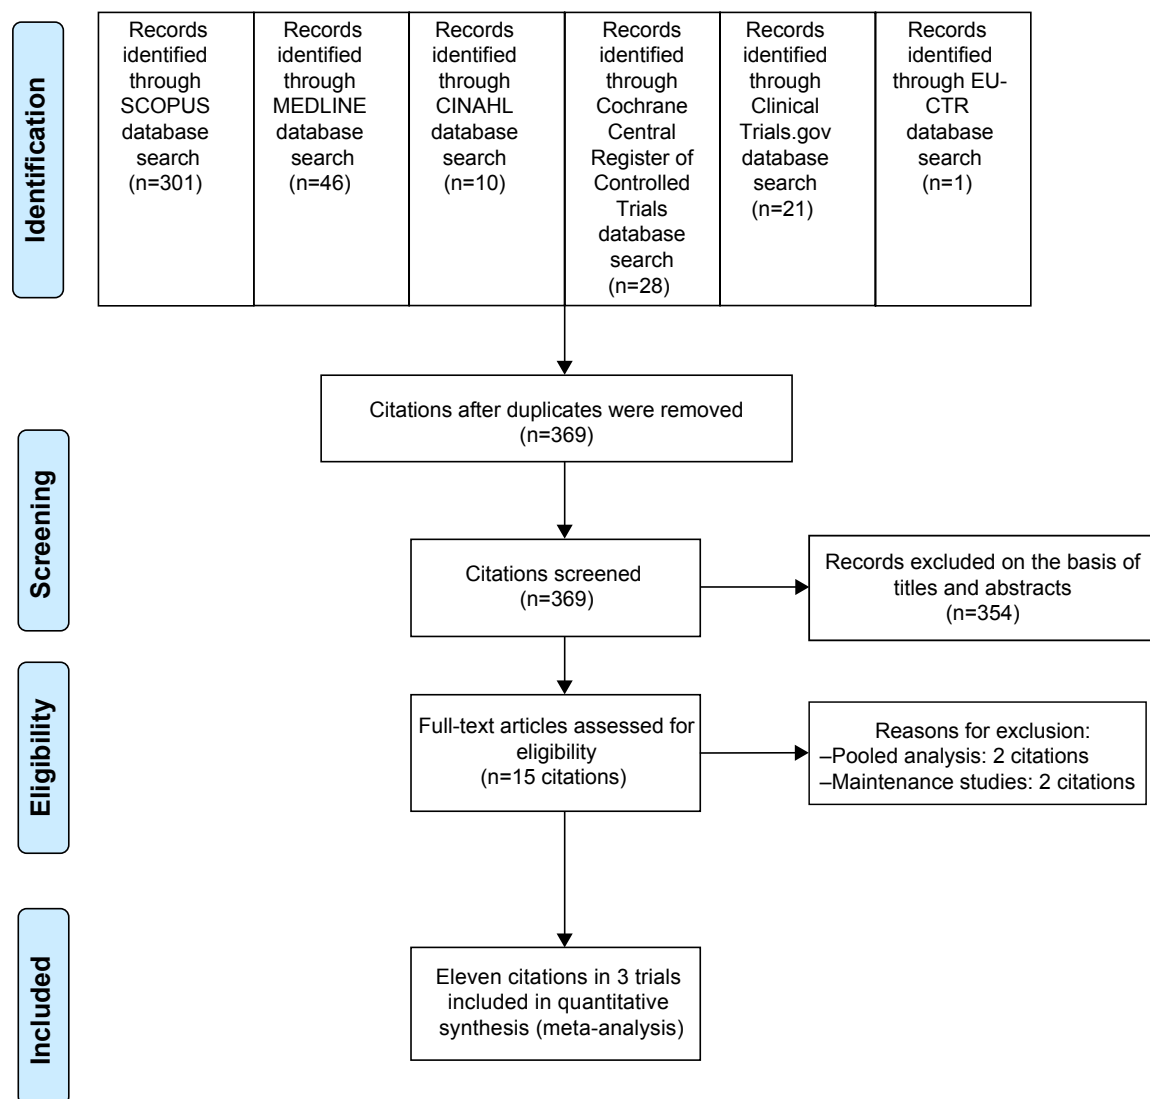 Identification
Records
identified
through
SCOPUS
database
search
(n=301)
Records
identified
through
MEDLINE
database
search
(n=46)
Records
identified
through
CINAHL
database
search
(n=10)
Records
identified
through
Cochrane
Central
Register of
Controlled
Trials
database
search
(n=28)
Records
identified
through
Clinical
Trials.gov
database
search
(n=21)
Records
identified
through EU-
CTR
database
search
(n=1)
Citations after duplicates were removed
(n=369)
Screening
Citations screened
(n=369)
Records excluded on the basis of
titles and abstracts
(n=354)
Eligibility
Full-text articles assessed for
eligibility
(n=15 citations)
Reasons for exclusion:
–Pooled analysis: 2 citations
–Maintenance studies: 2 citations
Included
Eleven citations in 3 trials
included in quantitative
synthesis (meta-analysis)